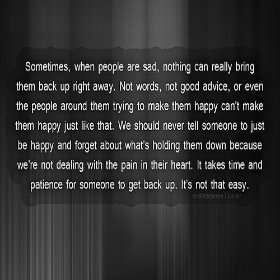 Sometimes, when people are sad, nothing can really bring
them back up right away. Not words, not good advice, or even
the people around them trying to make them happy can't make
them happy just like that. We should never tell someone to just
be happy and forget about what's holding them down because
we're not dealing with the pain in their heart. It takes time and
patience for someone to get back up. It's not that easy.